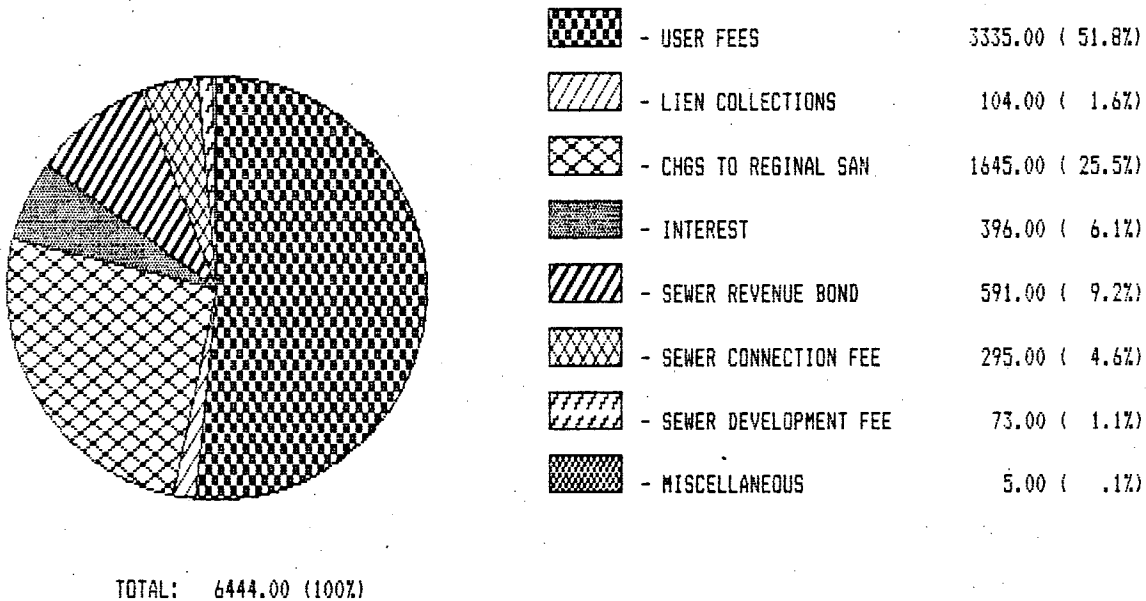 - USER FEES 3335.00 ( 51.8%)
- LIEN COLLECTIONS 104.00 ( 1.6%)
- CHGS TO REGINAL SAN 1645.00 ( 25.5%)
- INTEREST 396.00 ( 6.1%)
- SEWER REVENUE BOND 591.00 ( 9.2%)
- SEWER CONNECTION FEE 295.00 ( 4.6%)
- SEWER DEVELOPMENT FEE 73.00 ( 1.1%)
- MISCELLANEOUS 5.00 ( .1%)
TOTAL: 6444.00 (100%)